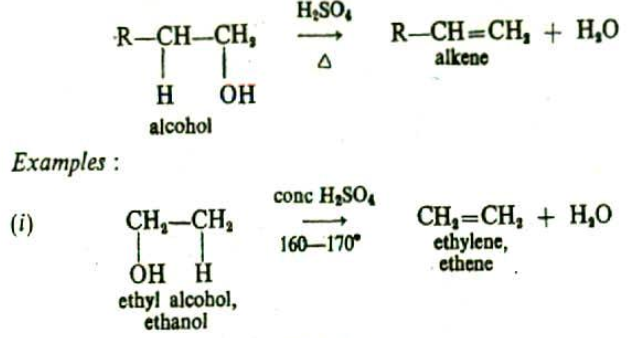 H₂SO₄
R—CH—CH₂ ⟶ R—CH=CH₂ + H₂O
△ alkene
H OH
alcohol
Examples :
conc H₂SO₄
(i) CH₂—CH₂ ⟶ CH₂=CH₂ + H₂O
160—170° ethylene,
OH H ethene
ethyl alcohol,
ethanol